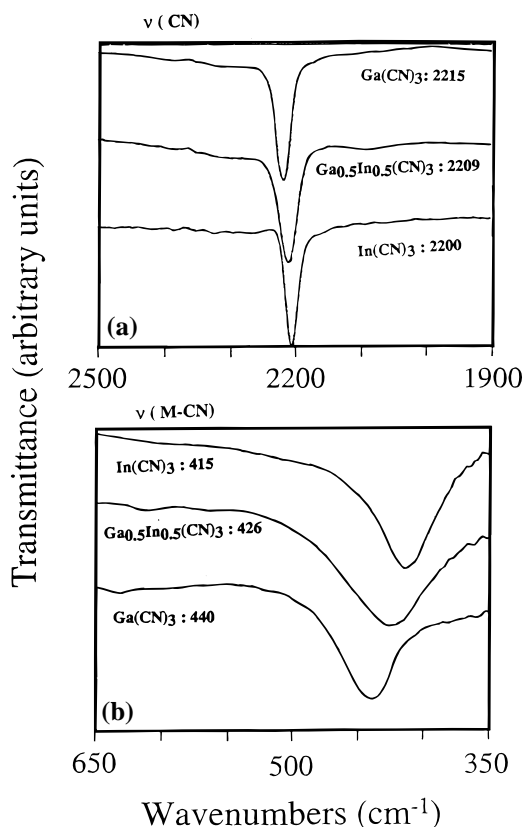 ν (CN)
Ga(CN)3 : 2215
Ga0.5In0.5(CN)3 : 2209
In(CN)3 : 2200
(a)
2500 2200 1900
ν (M-CN)
In(CN)3 : 415
Ga0.5In0.5(CN)3 : 426
Ga(CN)3 : 440
(b)
650 500 350
Wavenumbers (cm-1)
Transmittance (arbitrary units)